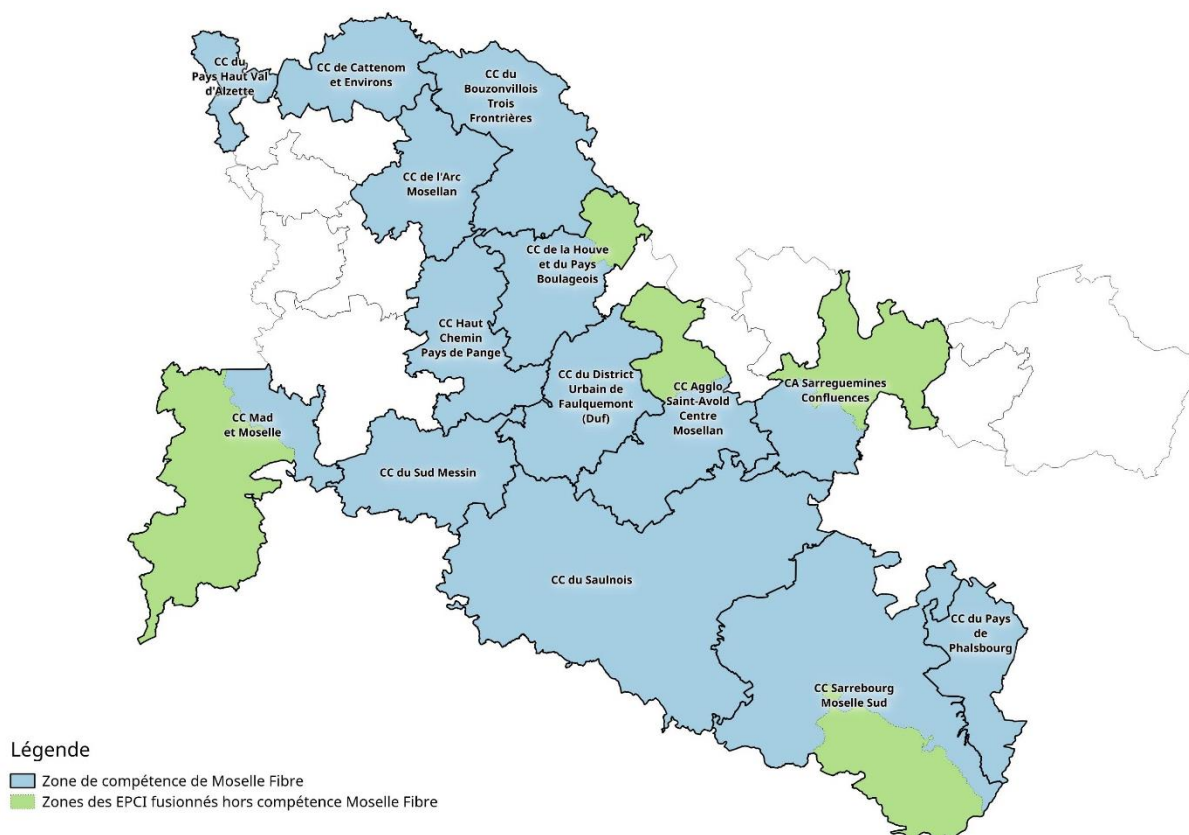 CC du
Pays Haut Val
d'Alzette
CC de Cattenom
et Environs
CC du
Bouzonvillois
Trois
Frontrières
CC de l'Arc
Mosellan
CC de la Houve
et du Pays
Boulageois
CC Haut
Chemin
Pays de Pange
CC du District
Urbain de
Faulquemont
(Duf)
CC Agglo
Saint-Avold
Centre
Mosellan
CA Sarreguemines
Confluences
CC Mad
et Moselle
CC du Sud Messin
CC du Saulnois
CC du Pays
de
Phalsbourg
CC Sarrebourg
Moselle Sud
Légende
Zone de compétence de Moselle Fibre
Zones des EPCI fusionnés hors compétence Moselle Fibre